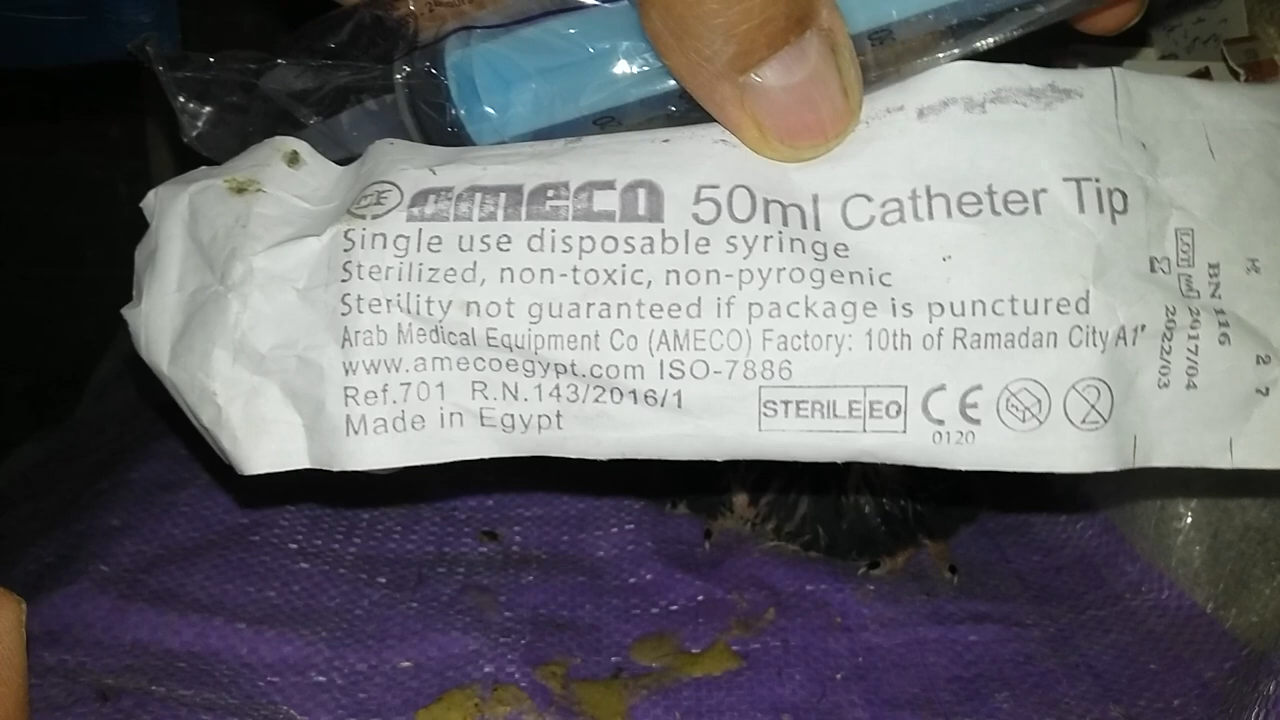 ameco 50ml Catheter Tip
Single use disposable syringe
Sterilized, non-toxic, non-pyrogenic
Sterility not guaranteed if package is punctured
Arab Medical Equipment Co (AMECO) Factory: 10th of Ramadan City A1
www.amecoegypt.com ISO-7886
Ref.701 R.N.143/2016/1
Made in Egypt
STERILE EO
CE
0120
2
LOT BN 116
2017/04
2022/03